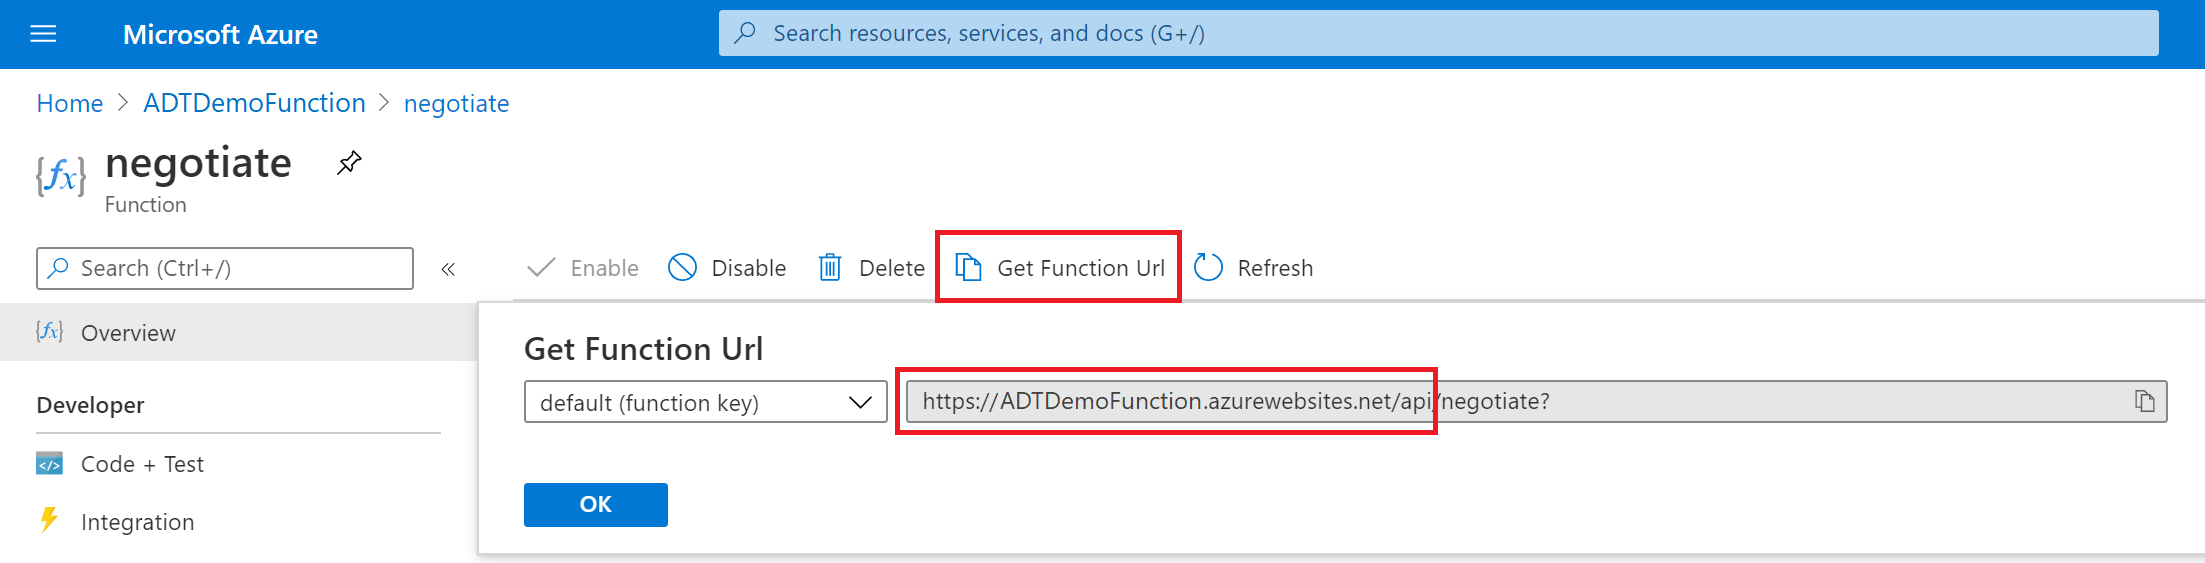 Microsoft Azure
Search resources, services, and docs (G+/)
Home > ADTDemoFunction > negotiate
{fx} negotiate
Function
Search (Ctrl+/) «
Enable Disable Delete Get Function Url Refresh
{fx} Overview
Get Function Url
default (function key) https://ADTDemoFunction.azurewebsites.net/api/negotiate?
Developer
</> Code + Test
OK
Integration